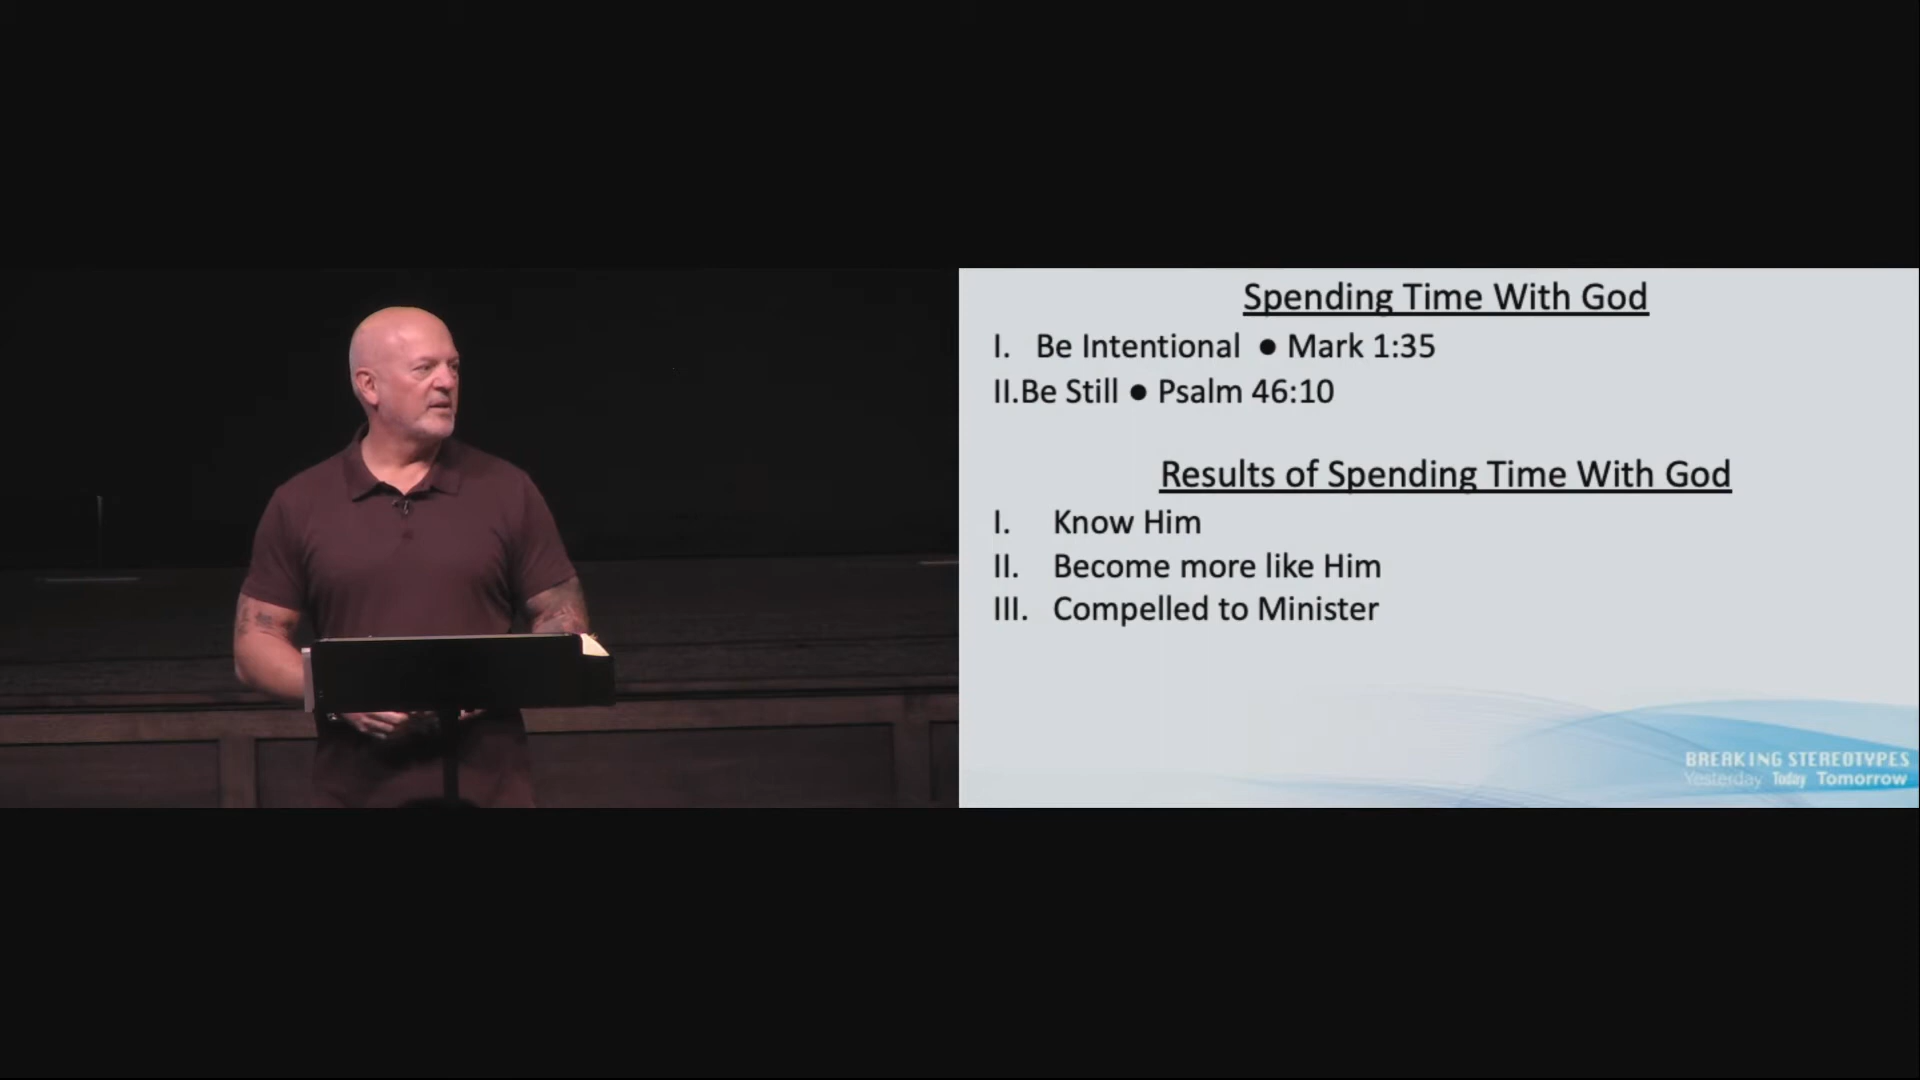 Spending Time With God
I. Be Intentional ● Mark 1:35
II.Be Still ● Psalm 46:10
Results of Spending Time With God
I. Know Him
II. Become more like Him
III. Compelled to Minister
BREAKING STEREOTYPES
Yesterday Today Tomorrow